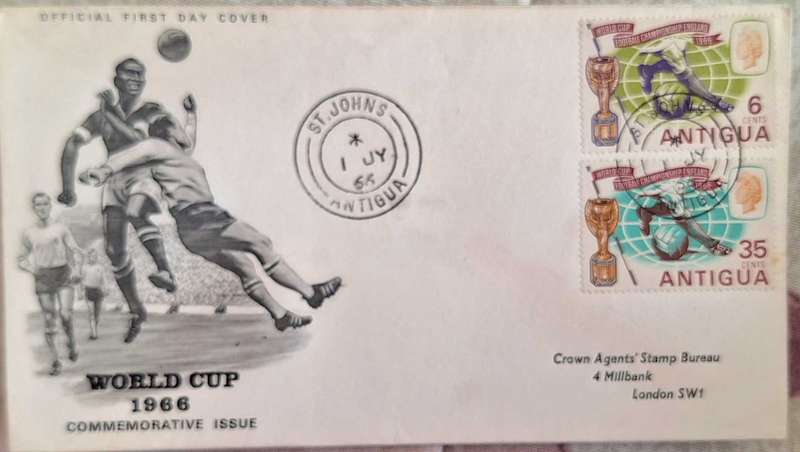 OFFICIAL FIRST DAY COVER
WORLD CUP
FOOTBALL CHAMPIONSHIP ENGLAND
1966
6
CENTS
ANTIGUA
ST. JOHNS
*
1 JY
66
ANTIGUA
WORLD CUP
FOOTBALL CHAMPIONSHIP ENGLAND
1966
35
CENTS
ANTIGUA
Crown Agents' Stamp Bureau
4 Millbank
London SW1
WORLD CUP
1966
COMMEMORATIVE ISSUE